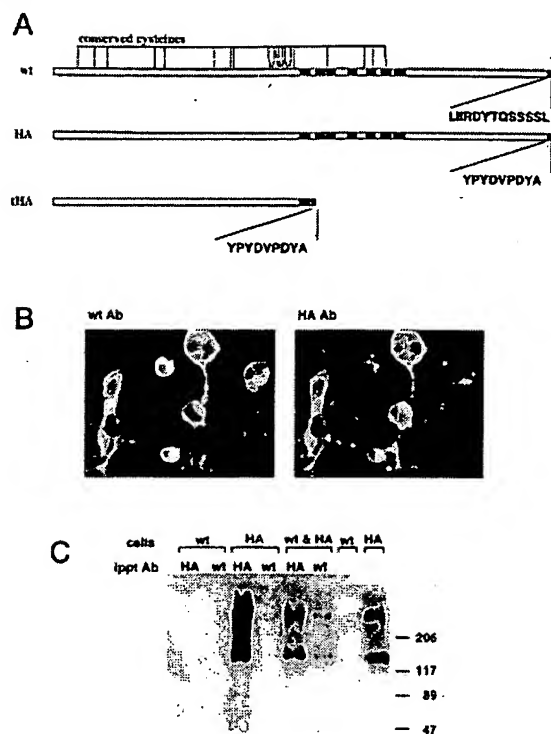 A
conserved cysteines
wt
LKRDYTQSSSSL
HA
YPYDVPDYA
tHA
YPYDVPDYA
B
wt Ab
HA Ab
C
cells wt HA wt & HA wt HA
ippt Ab HA wt HA wt HA wt
206
117
89
47